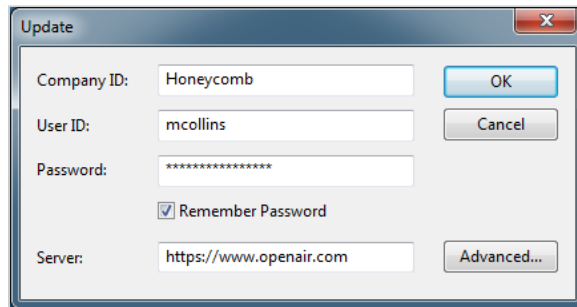 Update
Company ID: Honeycomb OK
User ID: mcollins Cancel
Password: ****************
Remember Password
Server: https://www.openair.com Advanced...